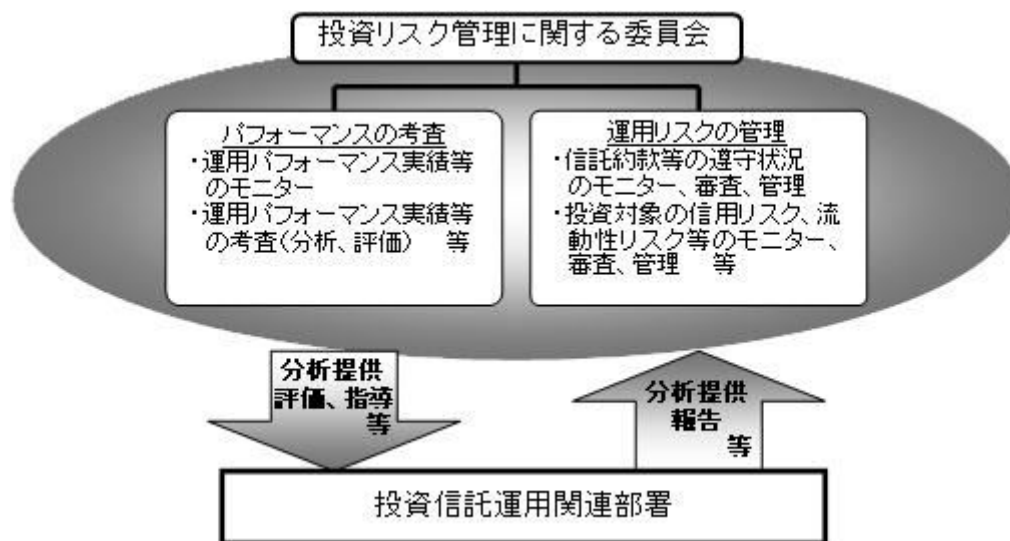 投資リスク管理に関する委員会
パフォーマンスの考査
・運用パフォーマンス実績等
のモニター
・運用パフォーマンス実績等
の考査(分析、評価)　等
運用リスクの管理
・信託約款等の遵守状況
のモニター、審査、管理
・投資対象の信用リスク、流
動性リスク等のモニター、
審査、管理　等
分析提供
評価、指導
等
分析提供
報告
等
投資信託運用関連部署